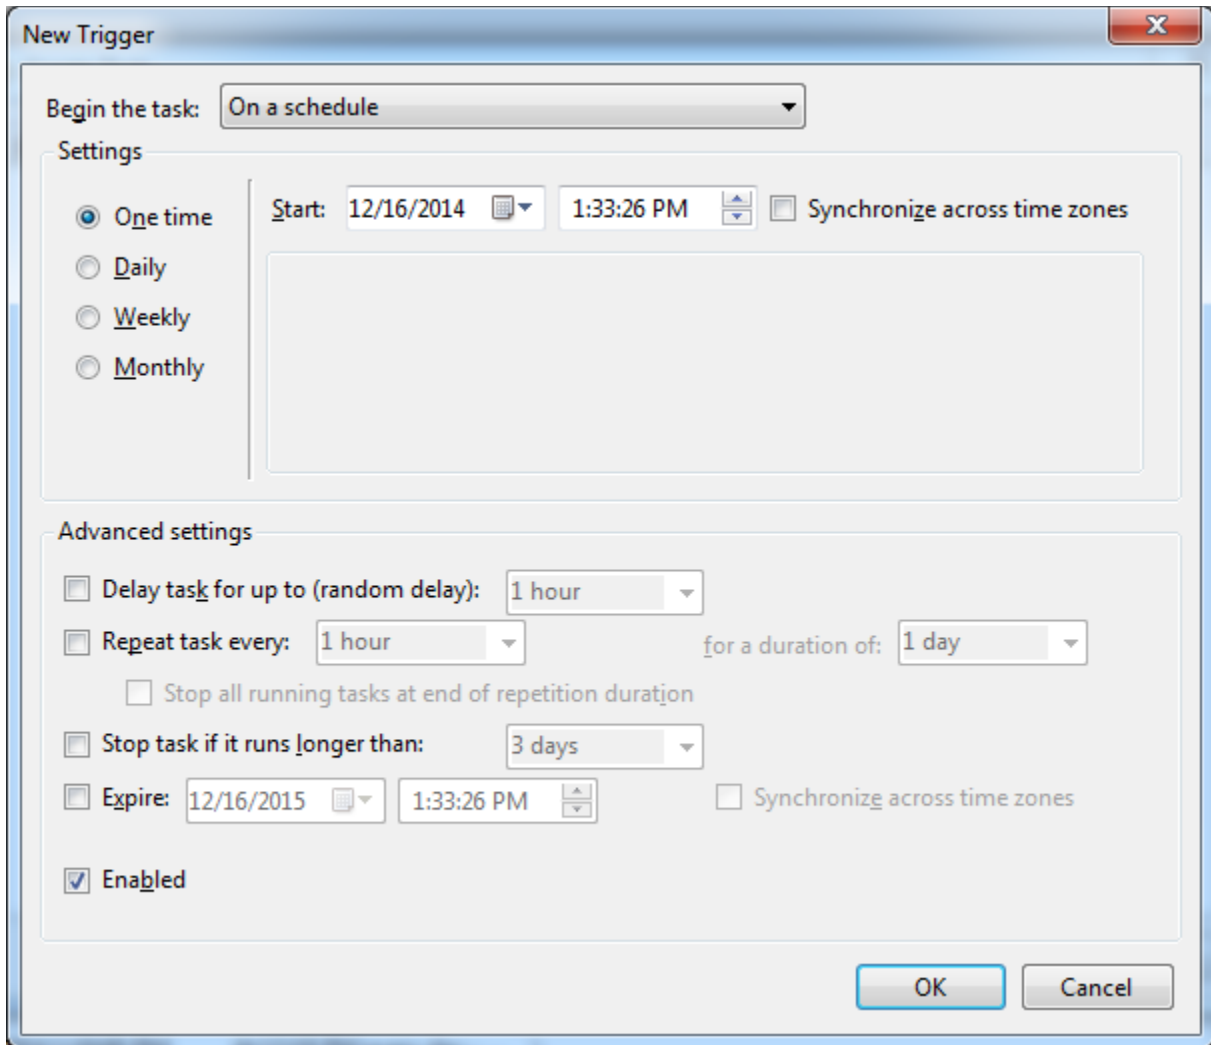 New Trigger
Begin the task: On a schedule
Settings
One time
Start: 12/16/2014 1:33:26 PM Synchronize across time zones
Daily
Weekly
Monthly
Advanced settings
Delay task for up to (random delay): 1 hour
Repeat task every: 1 hour for a duration of: 1 day
Stop all running tasks at end of repetition duration
Stop task if it runs longer than: 3 days
Expire: 12/16/2015 1:33:26 PM Synchronize across time zones
Enabled
OK Cancel